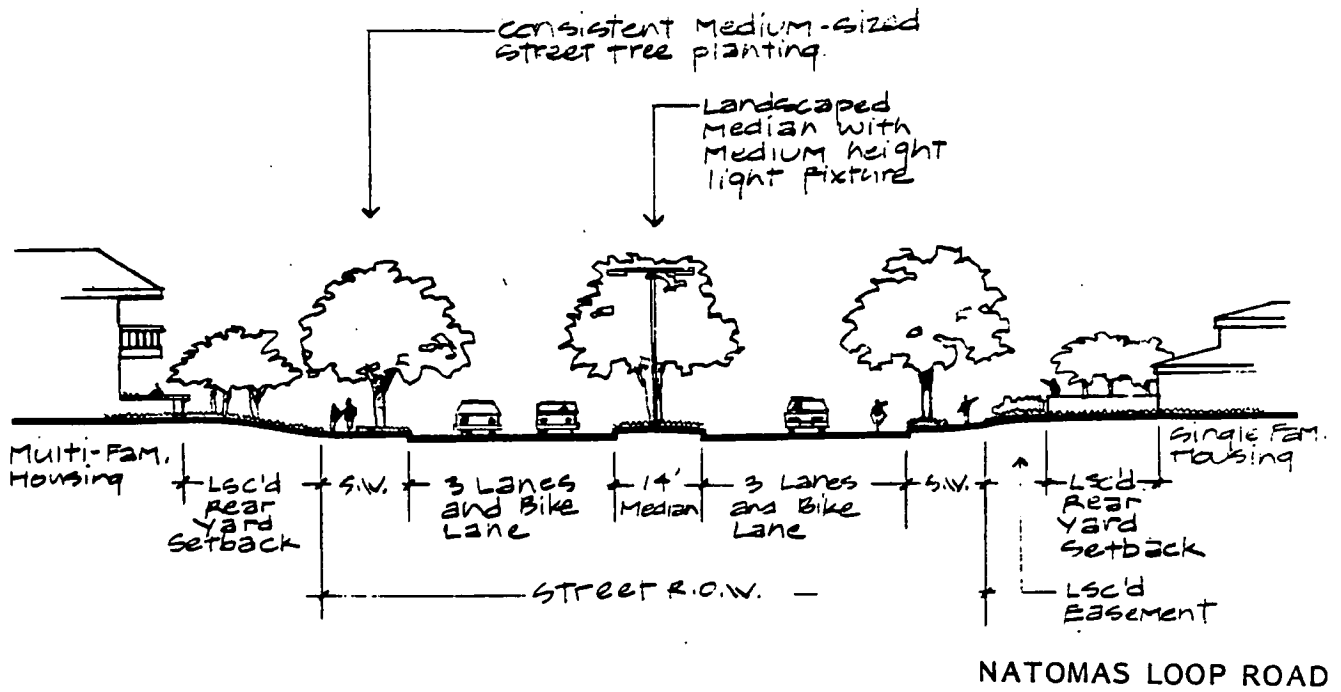 consistent Medium-sized
street tree planting.
Landscaped
Median with
Medium height
light fixture
Multi-Fam.
Housing
LSC'd
Rear
Yard
Setback
S.W.
3 Lanes
and Bike
Lane
14'
Median
3 Lanes
and Bike
Lane
S.W.
LSC'd
Rear
Yard
Setback
Single Fam.
Housing
Street R.O.W.
LSC'd
Easement
NATOMAS LOOP ROAD